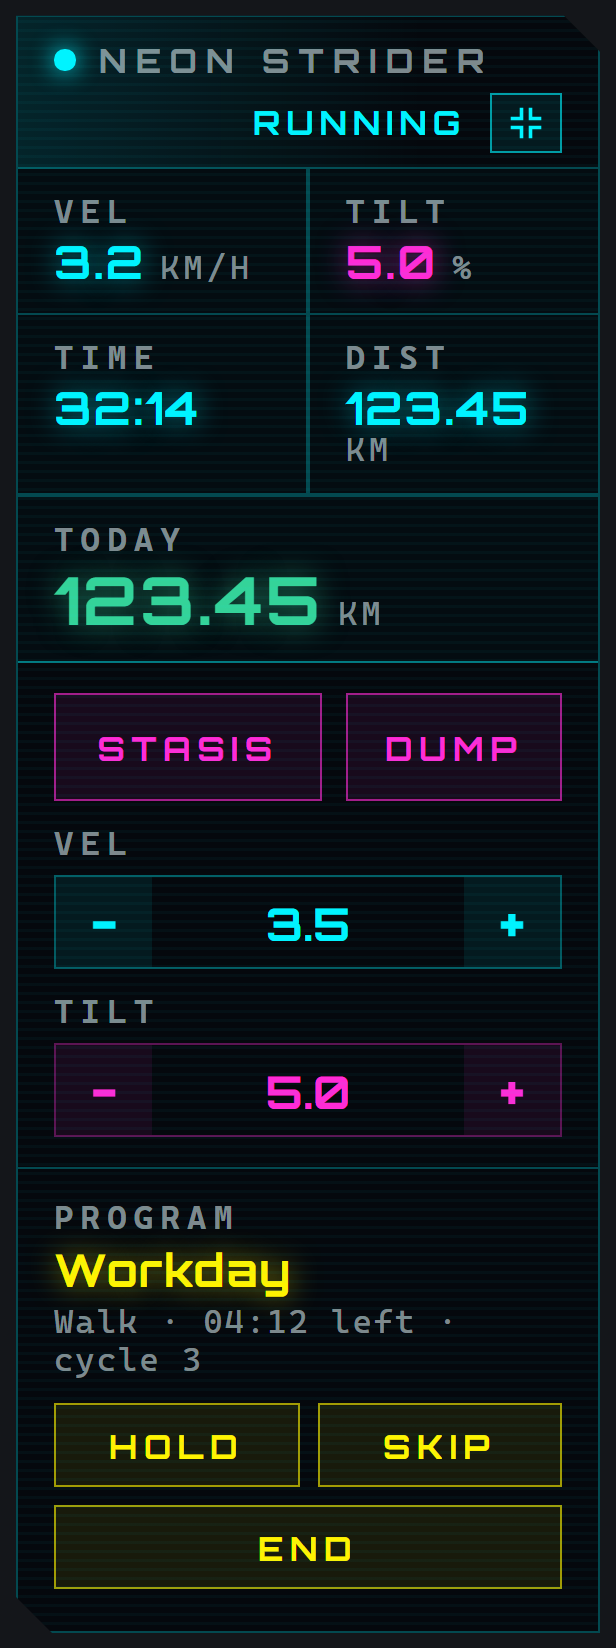 NEON STRIDER
RUNNING
VEL
3.2 KM/H
TILT
5.0 %
TIME
32:14
DIST
123.45
KM
TODAY
123.45 KM
STASIS
DUMP
VEL
- 3.5 +
TILT
- 5.0 +
PROGRAM
Workday
Walk · 04:12 left ·
cycle 3
HOLD
SKIP
END